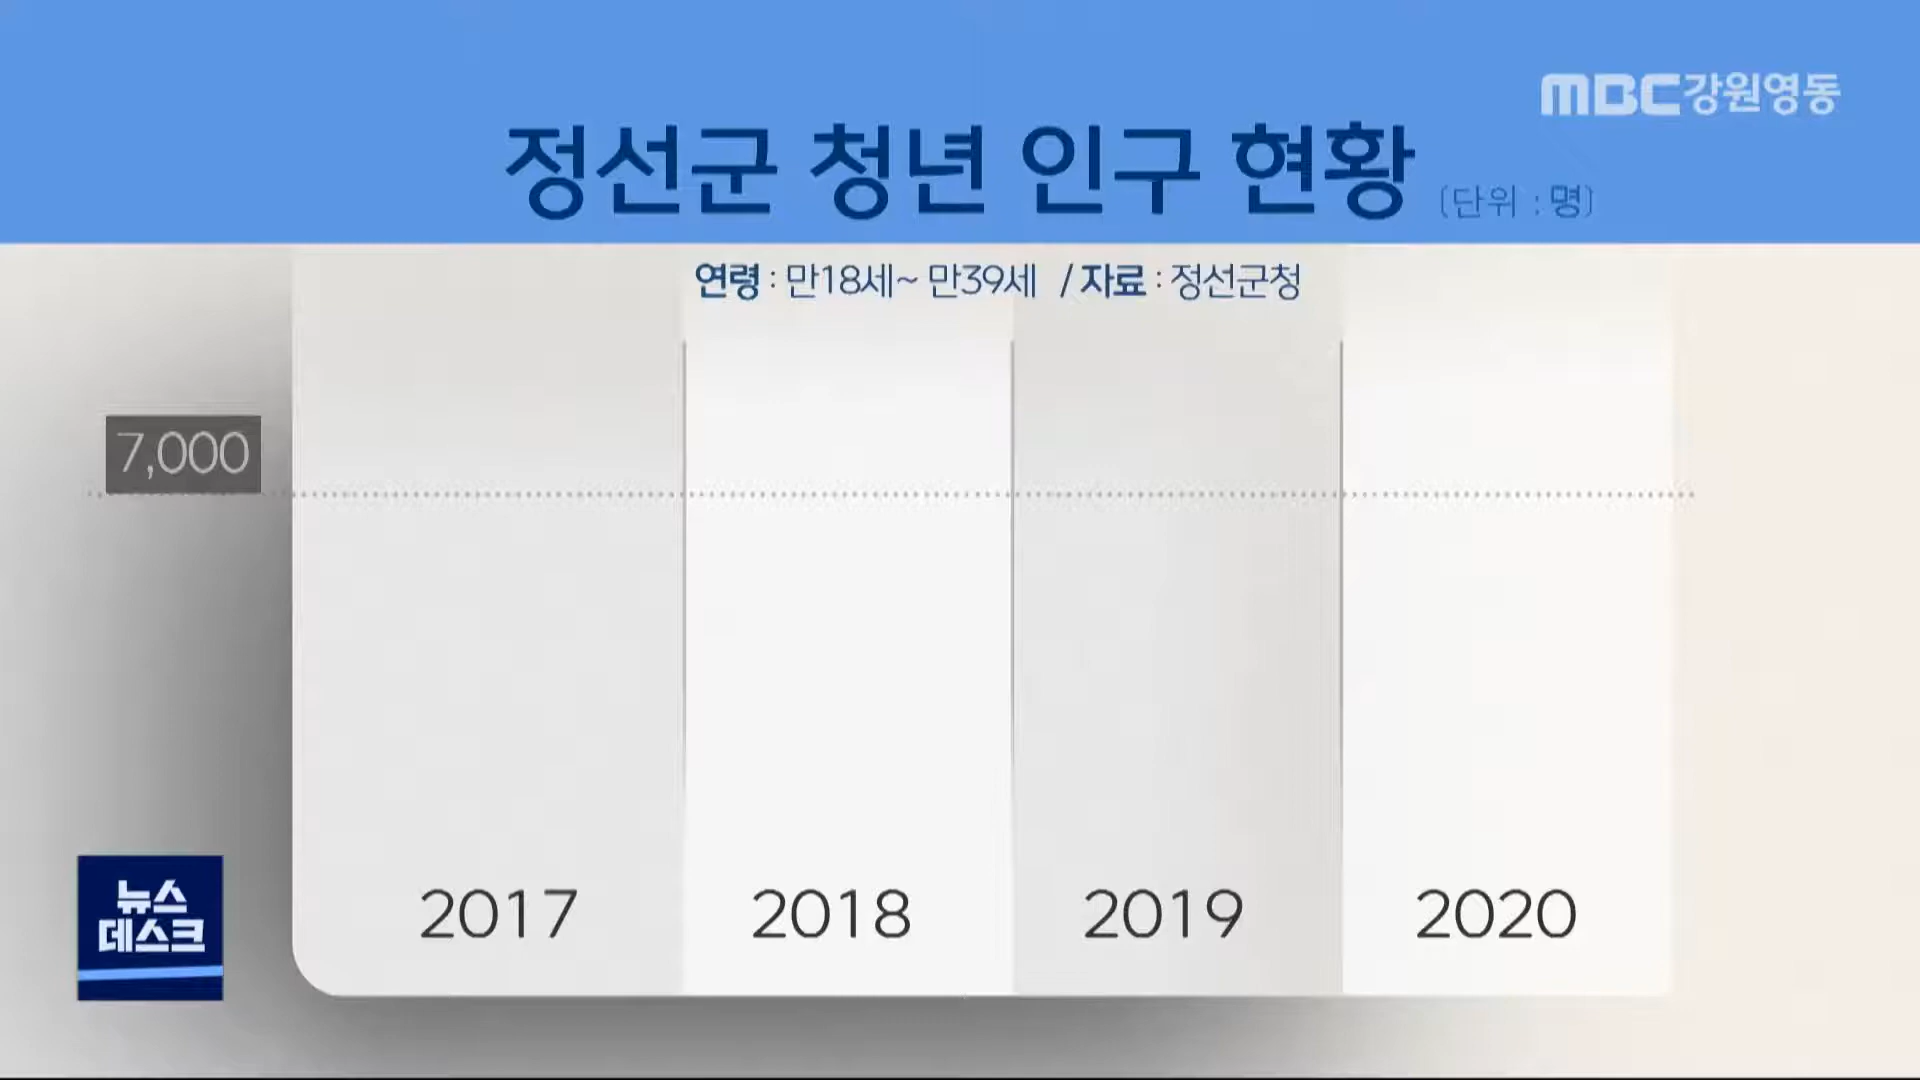 MBC강원영동
정선군 청년 인구 현황 (단위 : 명)
연령 : 만18세~ 만39세 / 자료 : 정선군청
7,000
2017 2018 2019 2020
뉴스
데스크